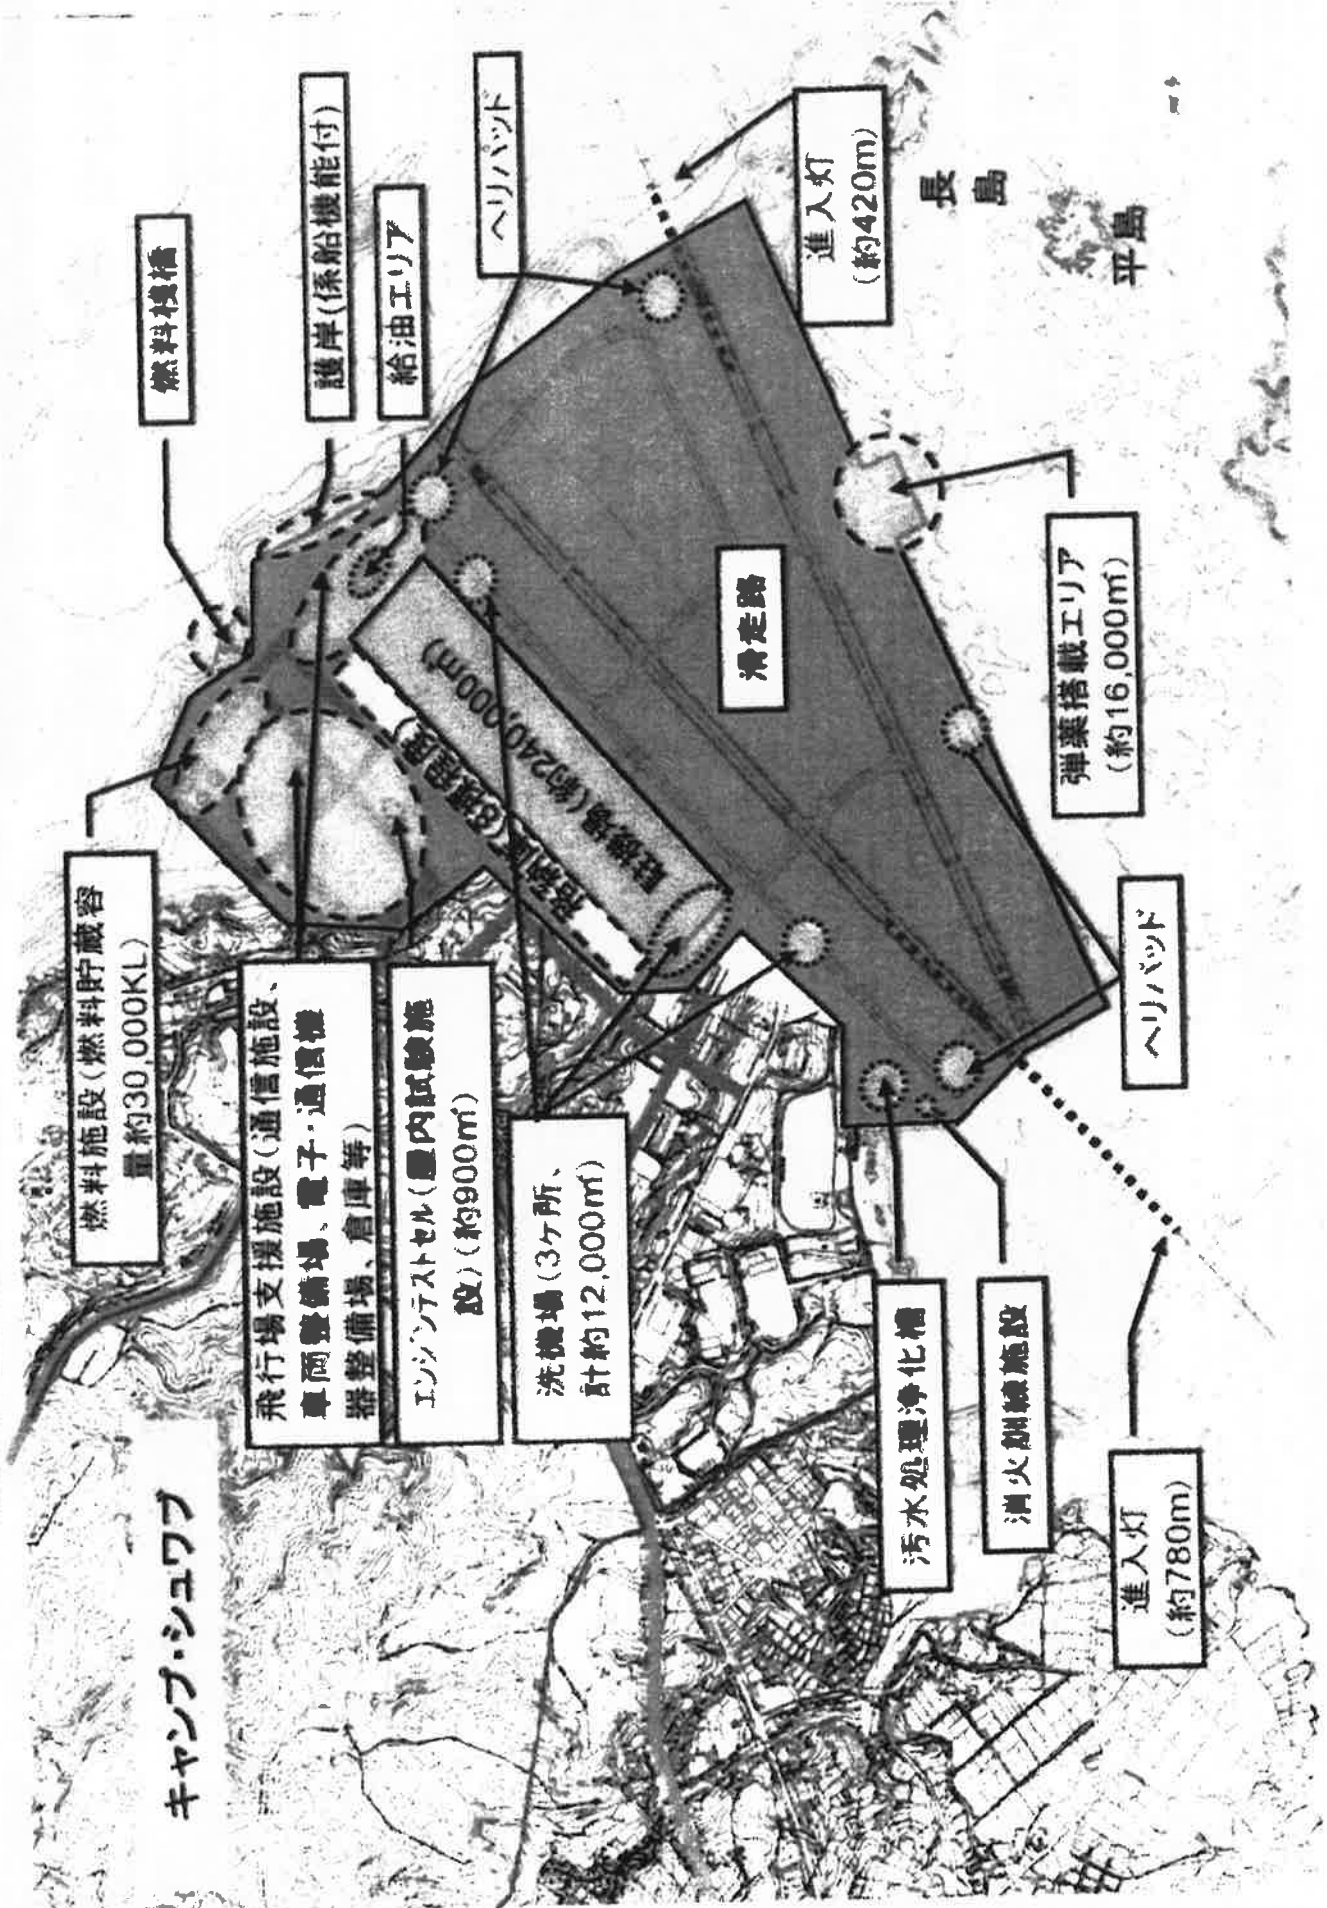 キャンプ・シュワブ
燃料施設(燃料貯蔵容
量約30,000KL)
飛行場支援施設(通信施設、
車両整備場、電子・通信機
器整備場、倉庫等)
エンジンテストセル(屋内試験施
設)(約900㎡)
洗機場(3ヶ所、
計約12,000㎡)
燃料桟橋
護岸(係船機能付)
給油エリア
ヘリパッド
格納庫(8棟程度)
駐機場(約240,000㎡)
滑走路
進入灯
(約420m)
長
島
平島
弾薬搭載エリア
(約16,000㎡)
ヘリパッド
汚水処理浄化槽
消火訓練施設
進入灯
(約780m)